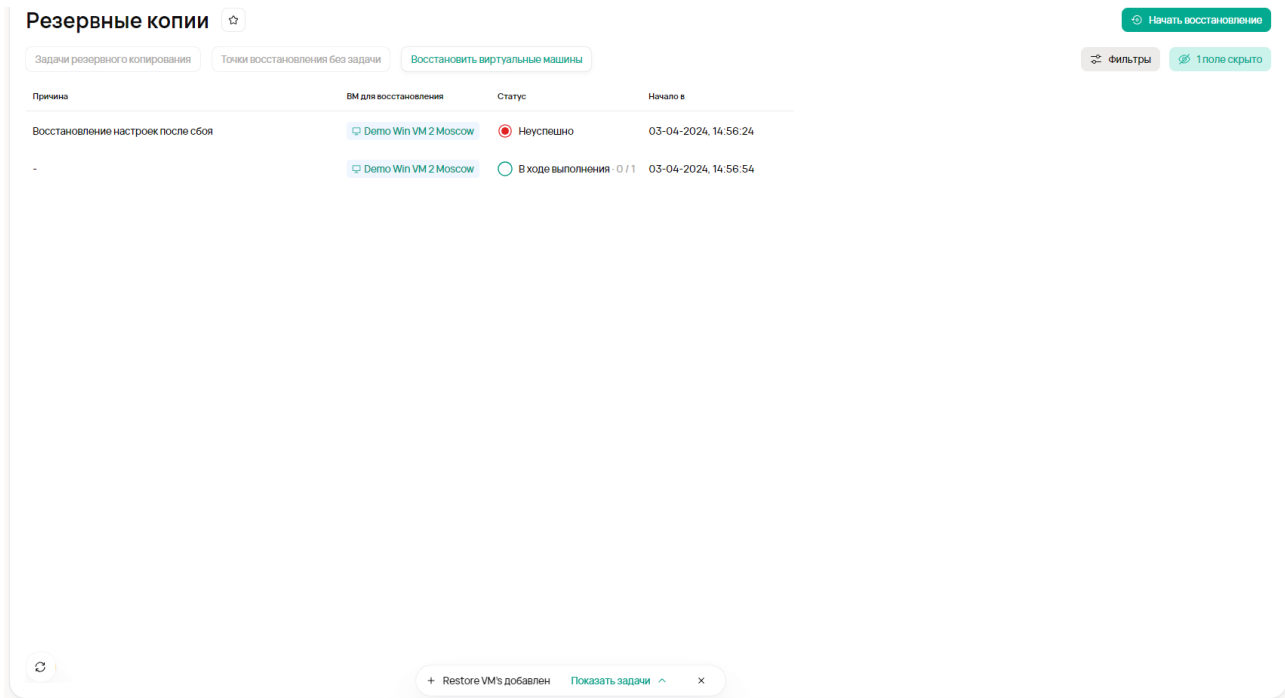 Резервные копии
Начать восстановление
Задачи резервного копирования Точки восстановления без задачи Восстановить виртуальные машины Фильтры 1 поле скрыто
Причина ВМ для восстановления Статус Начало в
Восстановление настроек после сбоя Demo Win VM 2 Moscow Неуспешно 03-04-2024, 14:56:24
- Demo Win VM 2 Moscow В ходе выполнения · 0 / 1 03-04-2024, 14:56:54
+ Restore VM's добавлен Показать задачи ×